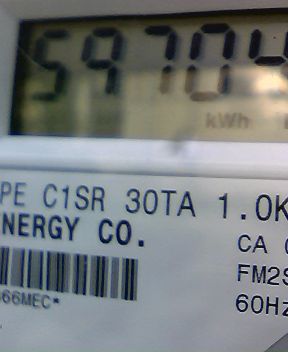 59704
kWh
PE C1SR 30TA 1.0K
NERGY CO.
CA
FM2S
66MEC*
60Hz